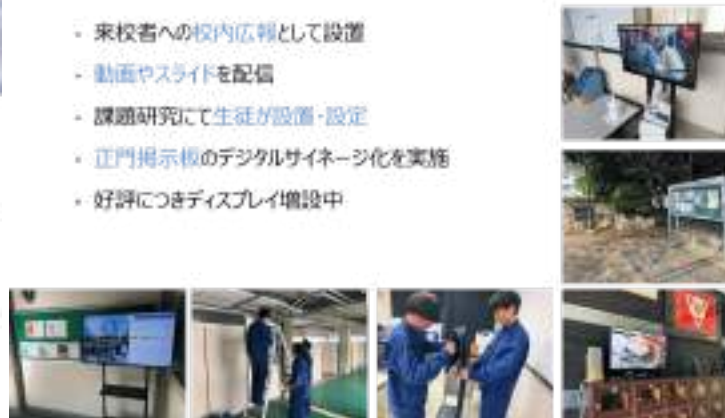 ・ 来校者への校内広報として設置
・ 動画やスライドを配信
・ 課題研究にて生徒が設置・設定
・ 正門掲示板のデジタルサイネージ化を実施
・ 好評につきディスプレイ増設中